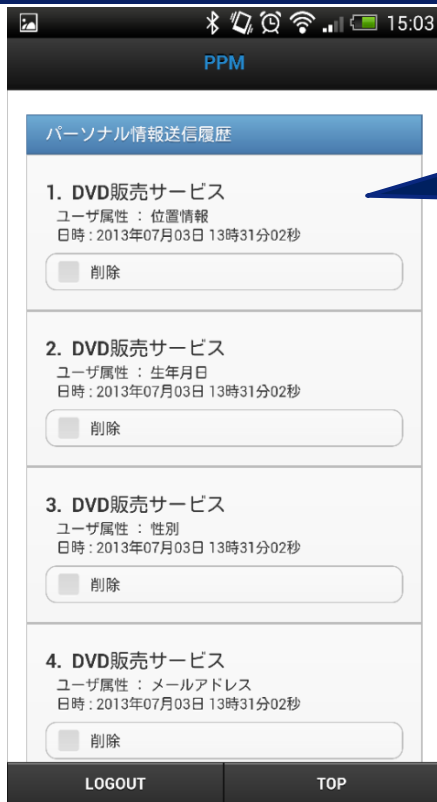 15:03
PPM
パーソナル情報送信履歴
1. DVD販売サービス
ユーザ属性 : 位置情報
日時 : 2013年07月03日 13時31分02秒
削除
2. DVD販売サービス
ユーザ属性 : 生年月日
日時 : 2013年07月03日 13時31分02秒
削除
3. DVD販売サービス
ユーザ属性 : 性別
日時 : 2013年07月03日 13時31分02秒
削除
4. DVD販売サービス
ユーザ属性 : メールアドレス
日時 : 2013年07月03日 13時31分02秒
削除
LOGOUT TOP